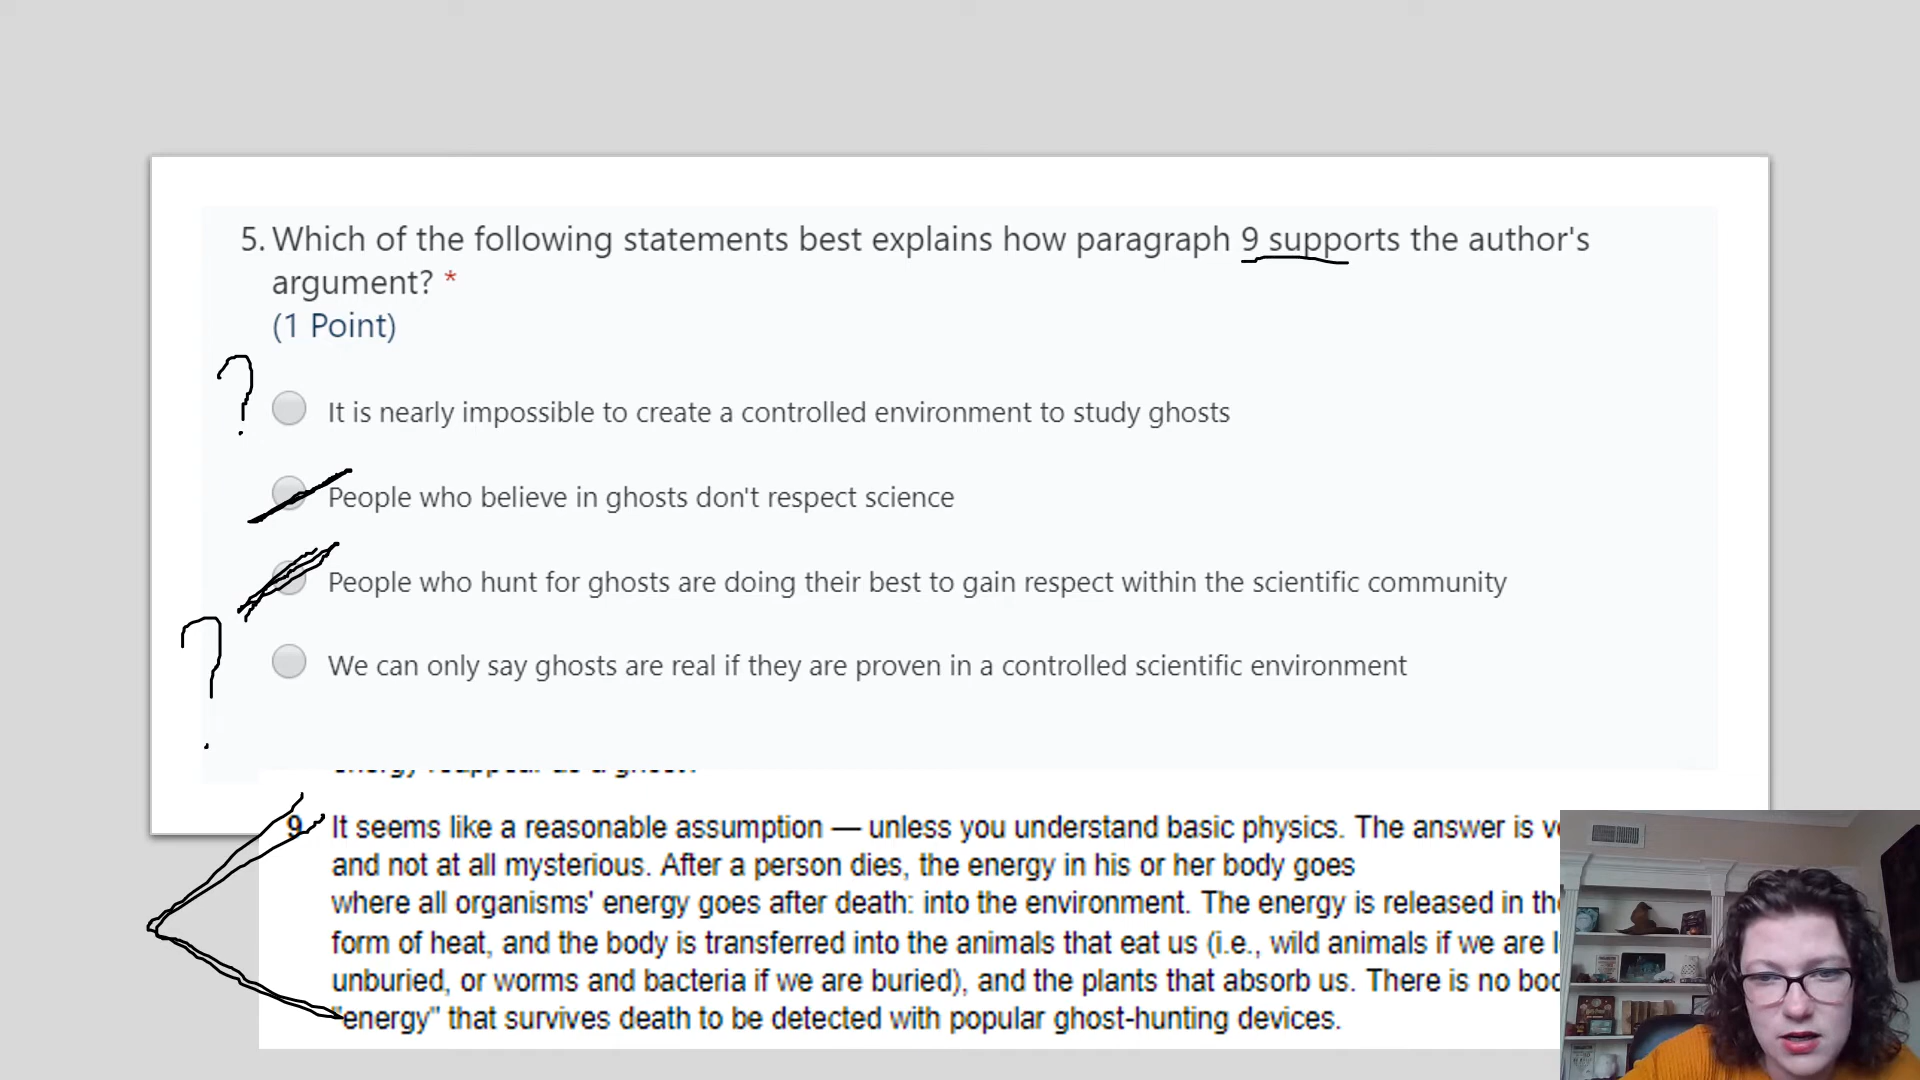 5. Which of the following statements best explains how paragraph 9 supports the author's
argument? *
(1 Point)
?
It is nearly impossible to create a controlled environment to study ghosts
People who believe in ghosts don't respect science
People who hunt for ghosts are doing their best to gain respect within the scientific community
?
We can only say ghosts are real if they are proven in a controlled scientific environment
9 It seems like a reasonable assumption — unless you understand basic physics. The answer is
and not at all mysterious. After a person dies, the energy in his or her body goes
where all organisms' energy goes after death: into the environment. The energy is released in
form of heat, and the body is transferred into the animals that eat us (i.e., wild animals if we are
unburied, or worms and bacteria if we are buried), and the plants that absorb us. There is no
"energy" that survives death to be detected with popular ghost-hunting devices.